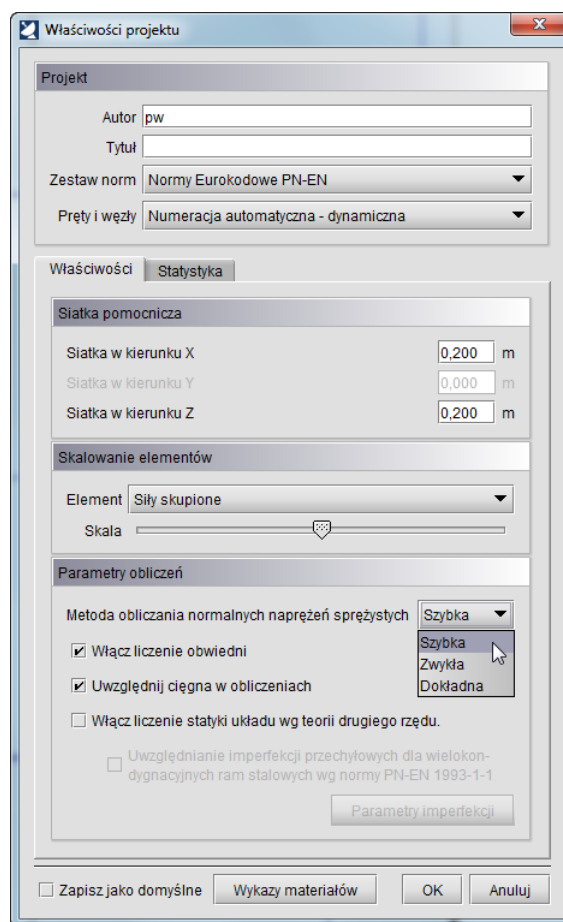 Właściwości projektu
Projekt
Autor pw
Tytuł
Zestaw norm Normy Eurokodowe PN-EN
Pręty i węzły Numeracja automatyczna - dynamiczna
Właściwości Statystyka
Siatka pomocnicza
Siatka w kierunku X 0,200 m
Siatka w kierunku Y 0,000 m
Siatka w kierunku Z 0,200 m
Skalowanie elementów
Element Siły skupione
Skala
Parametry obliczeń
Metoda obliczania normalnych naprężeń sprężystych Szybka
Szybka
Włącz liczenie obwiedni
Zwykła
Uwzględnij cięgna w obliczeniach
Dokładna
Włącz liczenie statyki układu wg teorii drugiego rzędu.
Uwzględnianie imperfekcji przechyłowych dla wielokon-
dygnacyjnych ram stalowych wg normy PN-EN 1993-1-1
Parametry imperfekcji
Zapisz jako domyślne Wykazy materiałów OK Anuluj